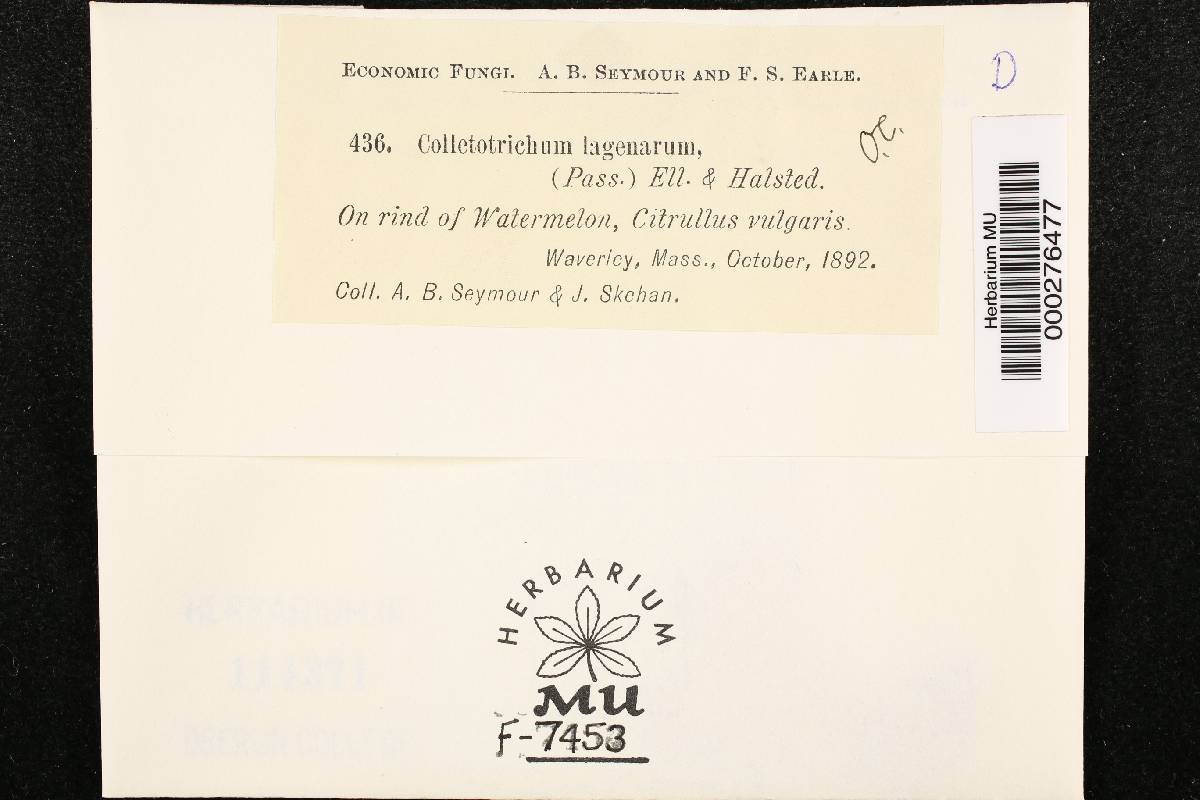 ECONOMIC FUNGI. A. B. SEYMOUR AND F. S. EARLE.
D
436. Colletotrichum lagenarum,
o.c.
(Pass.) Ell. & Halsted.
On rind of Watermelon, Citrullus vulgaris.
Waverley, Mass., October, 1892.
Coll. A. B. Seymour & J. Skehan.
Herbarium MU
000276477
HERBARIUM
MU
F-7453